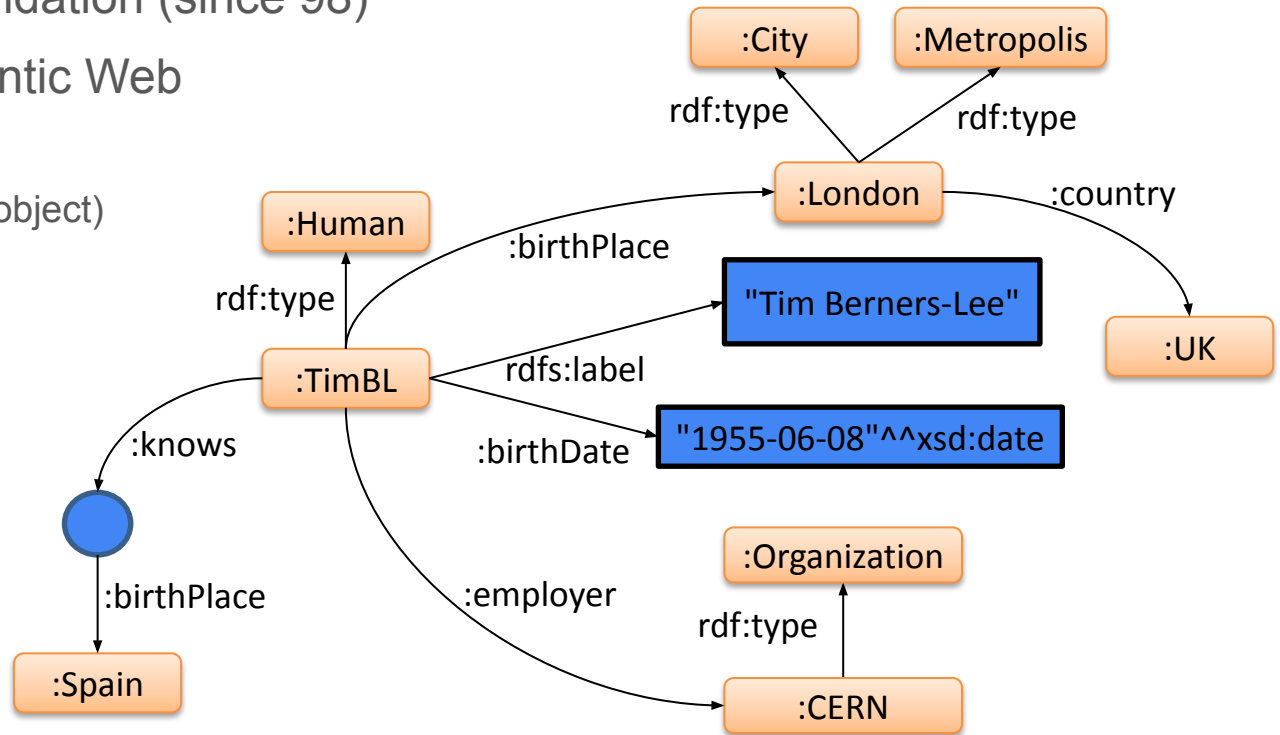 ndation (since 98)
ntic Web
object)
:City
:Metropolis
rdf:type
rdf:type
:London
:country
:Human
:birthPlace
rdf:type
"Tim Berners-Lee"
:UK
:TimBL
rdfs:label
:knows
:birthDate
"1955-06-08"^^xsd:date
:birthPlace
:employer
:Organization
rdf:type
:Spain
:CERN